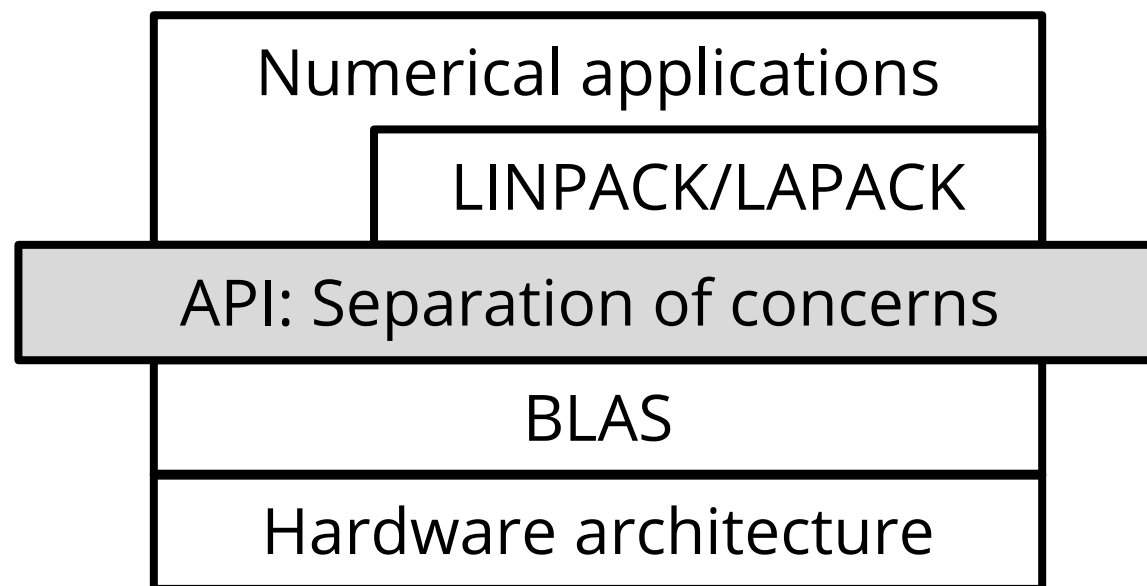 Numerical applications
LINPACK/LAPACK
API: Separation of concerns
BLAS
Hardware architecture